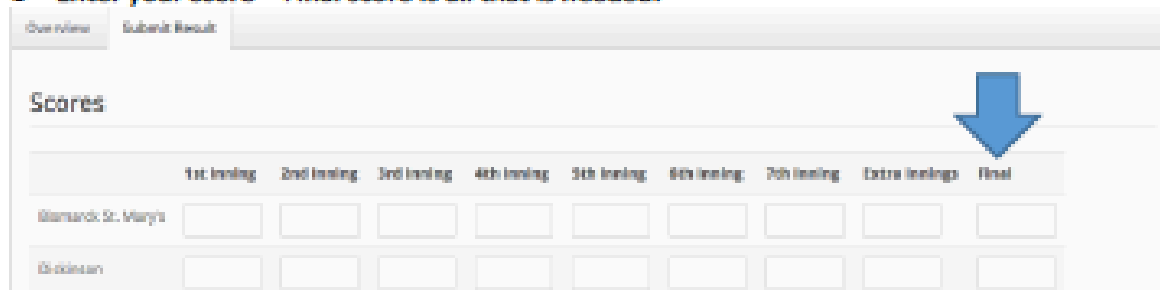 Overview Submit Result
Scores
1st Inning 2nd Inning 3rd Inning 4th Inning 5th Inning 6th Inning 7th Inning Extra Innings Final
Bismarck St. Mary's
Dickinson